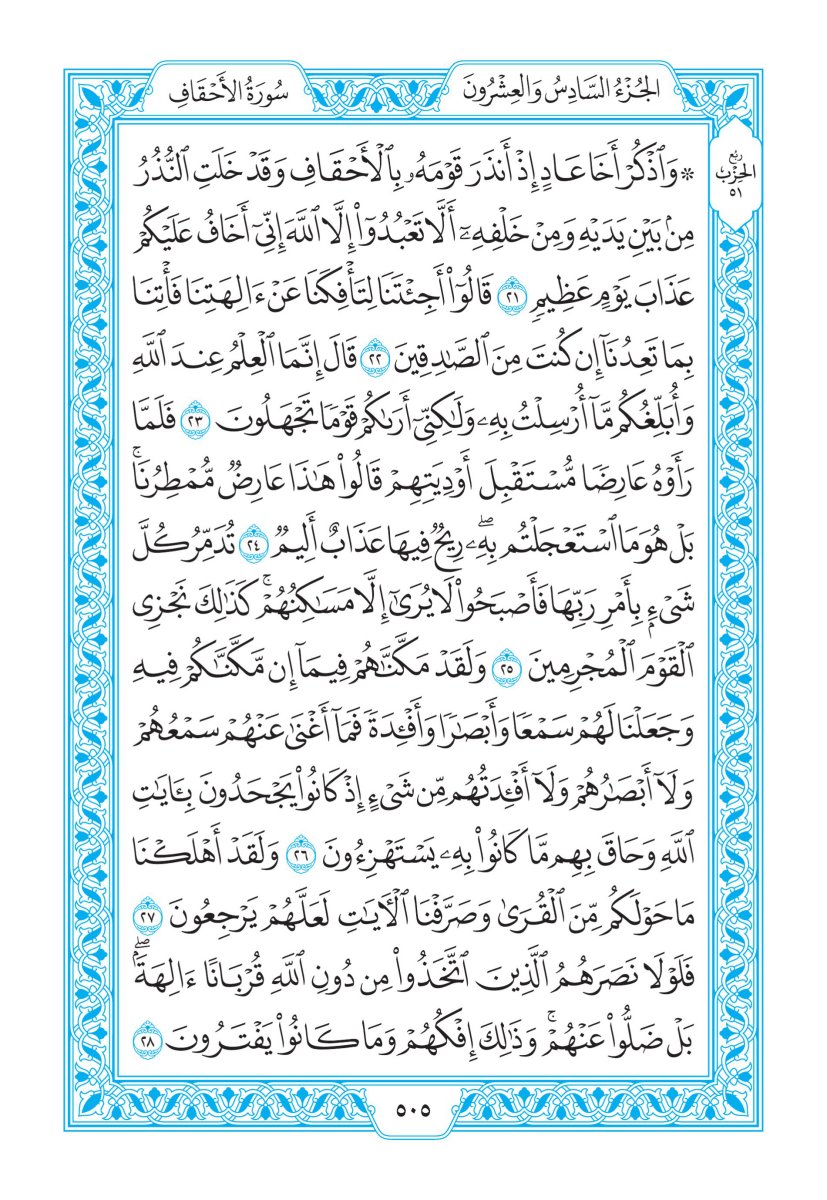 الجُزْءُ السَّادِسُ وَالعِشْرُونَ
سُورَةُ الأَحْقَافِ
رُبْع
الحِزْب
٥١
* وَٱذْكُرْ أَخَا عَادٍ إِذْ أَنذَرَ قَوْمَهُۥ بِٱلْأَحْقَافِ وَقَدْ خَلَتِ ٱلنُّذُرُ
مِنۢ بَيْنِ يَدَيْهِ وَمِنْ خَلْفِهِۦٓ أَلَّا تَعْبُدُوٓا۟ إِلَّا ٱللَّهَ إِنِّىٓ أَخَافُ عَلَيْكُمْ
عَذَابَ يَوْمٍ عَظِيمٍ ٢١ قَالُوٓا۟ أَجِئْتَنَا لِتَأْفِكَنَا عَنْ ءَالِهَتِنَا فَأْتِنَا
بِمَا تَعِدُنَآ إِن كُنتَ مِنَ ٱلصَّٰدِقِينَ ٢٢ قَالَ إِنَّمَا ٱلْعِلْمُ عِندَ ٱللَّهِ
وَأُبَلِّغُكُم مَّآ أُرْسِلْتُ بِهِۦ وَلَٰكِنِّىٓ أَرَىٰكُمْ قَوْمًا تَجْهَلُونَ ٢٣ فَلَمَّا
رَأَوْهُ عَارِضًا مُّسْتَقْبِلَ أَوْدِيَتِهِمْ قَالُوا۟ هَٰذَا عَارِضٌ مُّمْطِرُنَا ۚ
بَلْ هُوَ مَا ٱسْتَعْجَلْتُم بِهِۦ ۖ رِيحٌ فِيهَا عَذَابٌ أَلِيمٌ ٢٤ تُدَمِّرُ كُلَّ
شَىْءٍۭ بِأَمْرِ رَبِّهَا فَأَصْبَحُوا۟ لَا يُرَىٰٓ إِلَّا مَسَٰكِنُهُمْ ۚ كَذَٰلِكَ نَجْزِى
ٱلْقَوْمَ ٱلْمُجْرِمِينَ ٢٥ وَلَقَدْ مَكَّنَّٰهُمْ فِيمَآ إِن مَّكَّنَّٰكُمْ فِيهِ
وَجَعَلْنَا لَهُمْ سَمْعًا وَأَبْصَٰرًا وَأَفْـِٔدَةً فَمَآ أَغْنَىٰ عَنْهُمْ سَمْعُهُمْ
وَلَآ أَبْصَٰرُهُمْ وَلَآ أَفْـِٔدَتُهُم مِّن شَىْءٍ إِذْ كَانُوا۟ يَجْحَدُونَ بِـَٔايَٰتِ
ٱللَّهِ وَحَاقَ بِهِم مَّا كَانُوا۟ بِهِۦ يَسْتَهْزِءُونَ ٢٦ وَلَقَدْ أَهْلَكْنَا
مَا حَوْلَكُم مِّنَ ٱلْقُرَىٰ وَصَرَّفْنَا ٱلْـَٔايَٰتِ لَعَلَّهُمْ يَرْجِعُونَ ٢٧
فَلَوْلَا نَصَرَهُمُ ٱلَّذِينَ ٱتَّخَذُوا۟ مِن دُونِ ٱللَّهِ قُرْبَانًا ءَالِهَةًۢ ۖ
بَلْ ضَلُّوا۟ عَنْهُمْ ۚ وَذَٰلِكَ إِفْكُهُمْ وَمَا كَانُوا۟ يَفْتَرُونَ ٢٨
٥٠٥